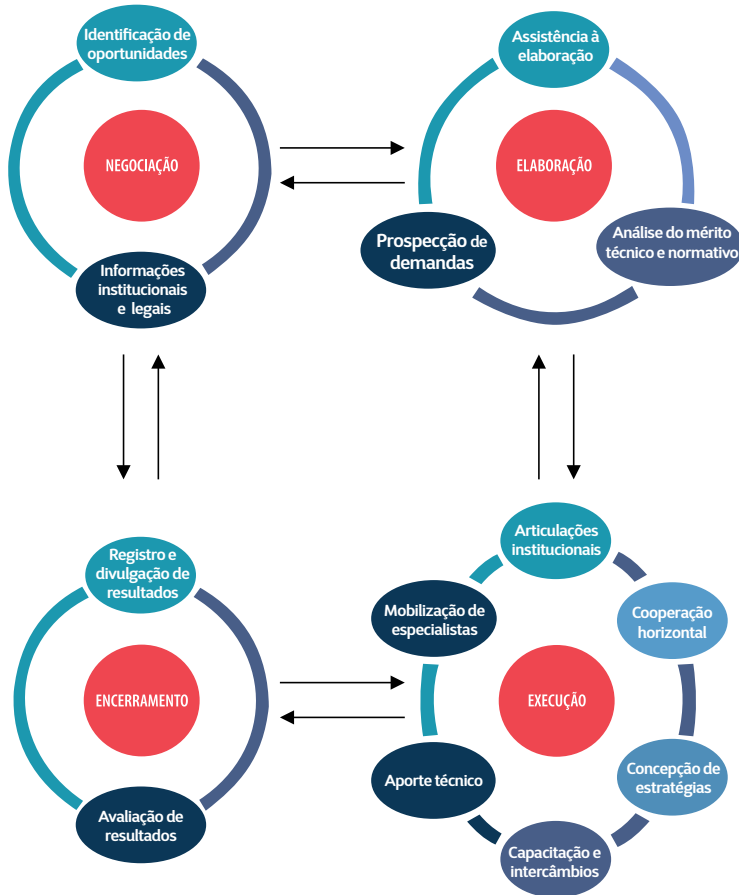 Identificação de
oportunidades
NEGOCIAÇÃO
Informações
institucionais
e legais
Assistência à
elaboração
ELABORAÇÃO
Prospecção de
demandas
Análise do mérito
técnico e normativo
Registro e
divulgação de
resultados
ENCERRAMENTO
Avaliação de
resultados
Articulações
institucionais
Mobilização de
especialistas
Cooperação
horizontal
EXECUÇÃO
Aporte técnico
Concepção de
estratégias
Capacitação e
intercâmbios